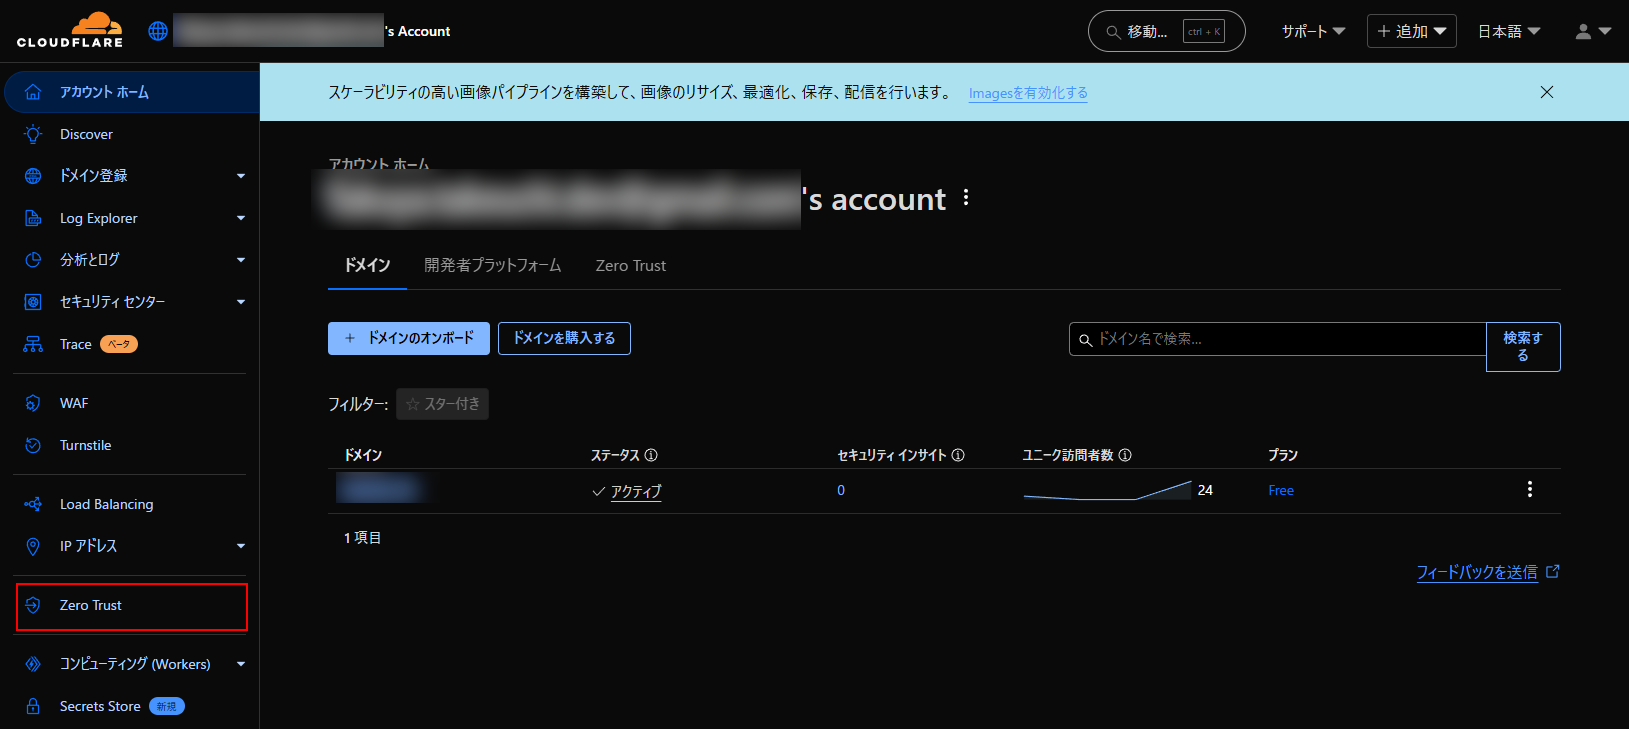 CLOUDFLARE
's Account
移動...
ctrl + K
サポート
+ 追加
日本語
アカウント ホーム
Discover
ドメイン登録
Log Explorer
分析とログ
セキュリティ センター
Trace ベータ
WAF
Turnstile
Load Balancing
IP アドレス
Zero Trust
コンピューティング (Workers)
Secrets Store 新規
スケーラビリティの高い画像パイプラインを構築して、画像のリサイズ、最適化、保存、配信を行います。 Imagesを有効化する
アカウント ホーム
's account
ドメイン 開発者プラットフォーム Zero Trust
+ ドメインのオンボード ドメインを購入する
ドメイン名で検索...
検索す
る
フィルター: スター付き
ドメイン ステータス セキュリティ インサイト ユニーク訪問者数 プラン
アクティブ 0 24 Free
1 項目
フィードバックを送信